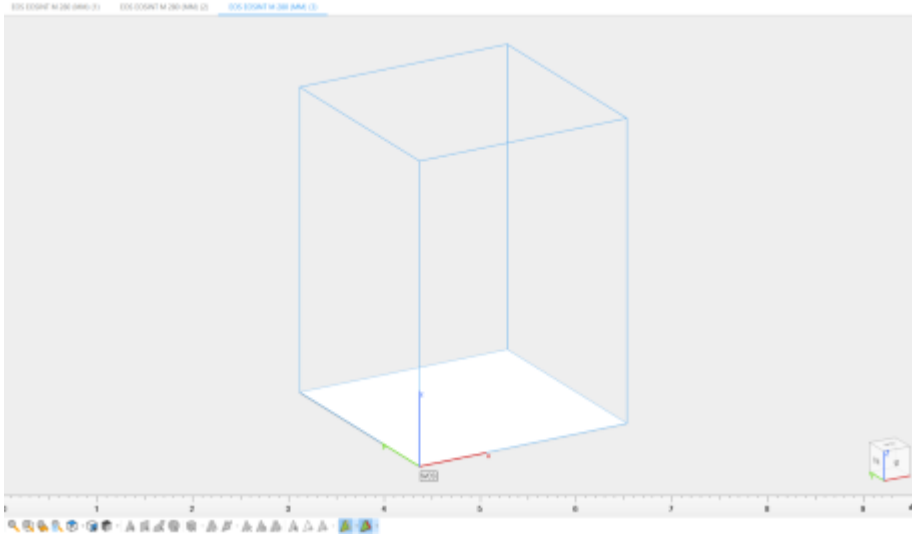 EOS EOSINT M 280 (MM) (1) EOS EOSINT M 280 (MM) (2) EOS EOSINT M 280 (MM) (3)
WCS
1 2 3 4 5 6 7 8 9